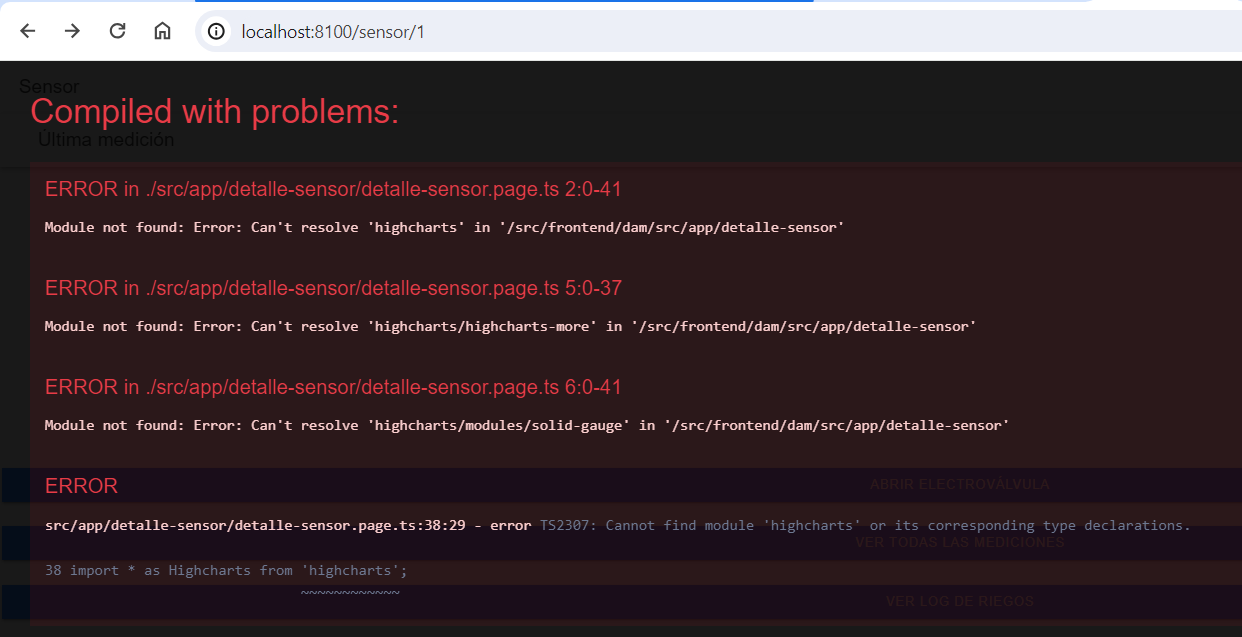 localhost:8100/sensor/1
Sensor
Compiled with problems:
Última medición
ERROR in ./src/app/detalle-sensor/detalle-sensor.page.ts 2:0-41
Module not found: Error: Can't resolve 'highcharts' in '/src/frontend/dam/src/app/detalle-sensor'
ERROR in ./src/app/detalle-sensor/detalle-sensor.page.ts 5:0-37
Module not found: Error: Can't resolve 'highcharts/highcharts-more' in '/src/frontend/dam/src/app/detalle-sensor'
ERROR in ./src/app/detalle-sensor/detalle-sensor.page.ts 6:0-41
Module not found: Error: Can't resolve 'highcharts/modules/solid-gauge' in '/src/frontend/dam/src/app/detalle-sensor'
ABRIR ELECTROVÁLVULA
ERROR
src/app/detalle-sensor/detalle-sensor.page.ts:38:29 - error TS2307: Cannot find module 'highcharts' or its corresponding type declarations.
VER TODAS LAS MEDICIONES
38 import * as Highcharts from 'highcharts';
~~~~~~~~~~~~
VER LOG DE RIEGOS